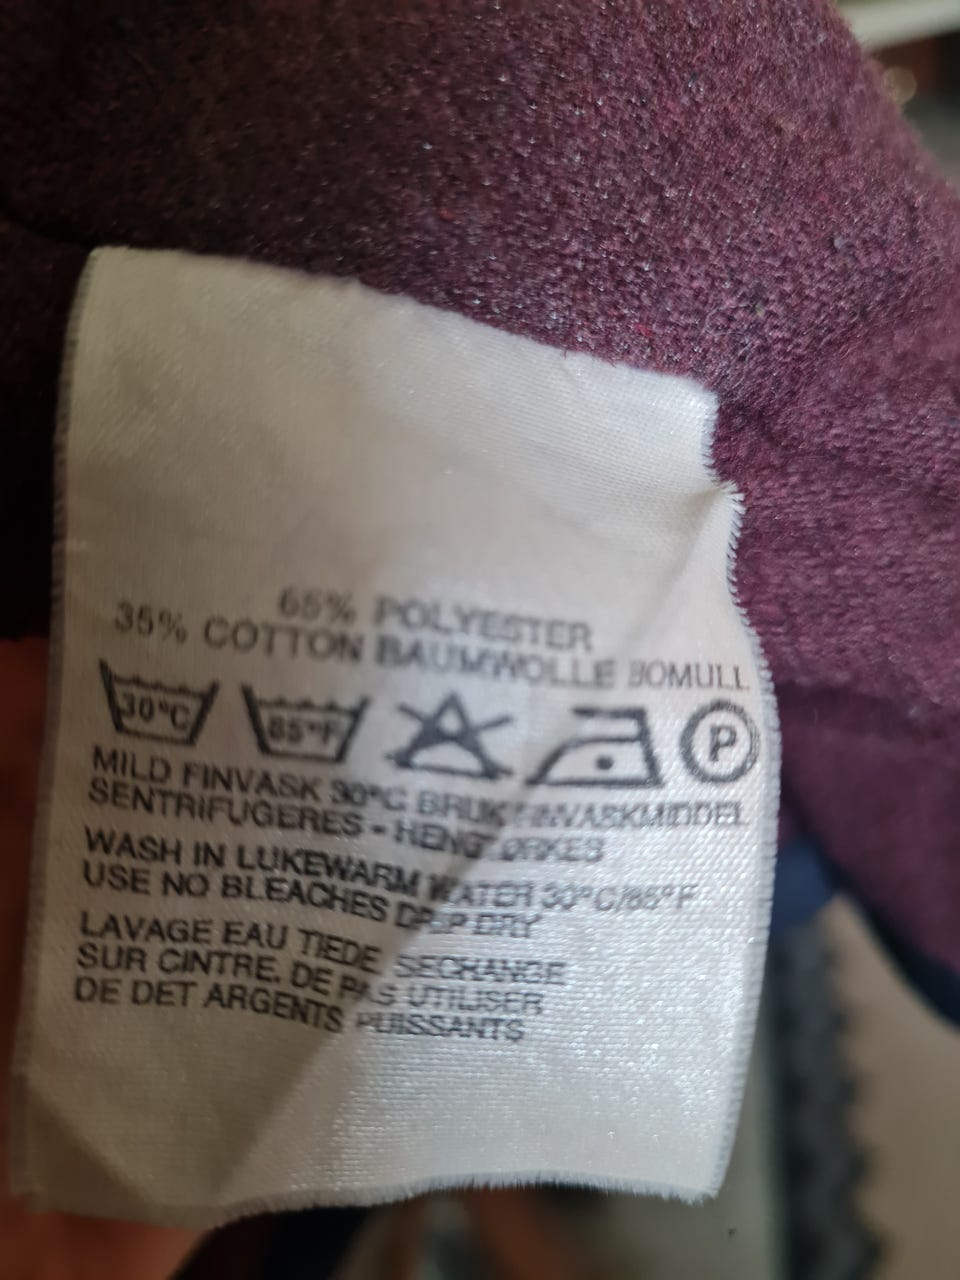 65% POLYESTER
35% COTTON BAUMWOLLE BOMULL
30°C 85°F P
MILD FINVASK 30°C BRUK FINVASKMIDDEL
SENTRIFUGERES - HENGTØRKES
WASH IN LUKEWARM WATER 30°C/85°F
USE NO BLEACHES DRIP DRY
LAVAGE EAU TIEDE, SECHANGE
SUR CINTRE. DE PAS UTILISER
DE DET ARGENTS PUISSANTS